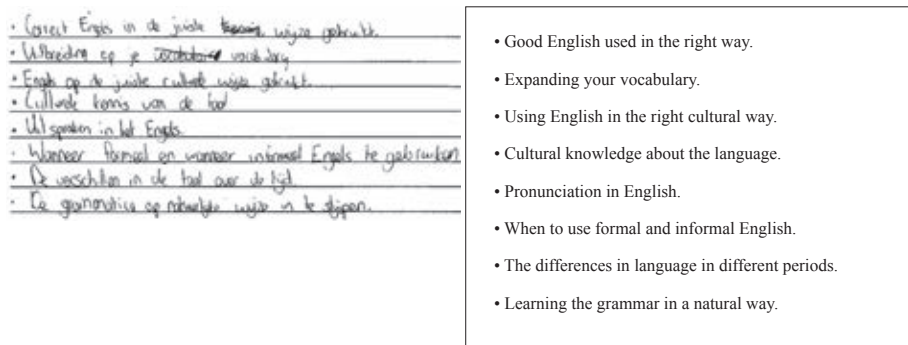 • Correct Engels in de juiste wijze gebruikt.
• Uitbreiding op je vocabulary
• Engels op de juiste culturele wijze gebruikt.
• Culturele kennis van de taal
• Uitspraken in het Engels.
• Wanneer formeel en wanneer informeel Engels te gebruiken
• De verschillen in de taal over de tijd.
• De grammatica op natuurlijke wijze in te slijpen.
• Good English used in the right way.
• Expanding your vocabulary.
• Using English in the right cultural way.
• Cultural knowledge about the language.
• Pronunciation in English.
• When to use formal and informal English.
• The differences in language in different periods.
• Learning the grammar in a natural way.